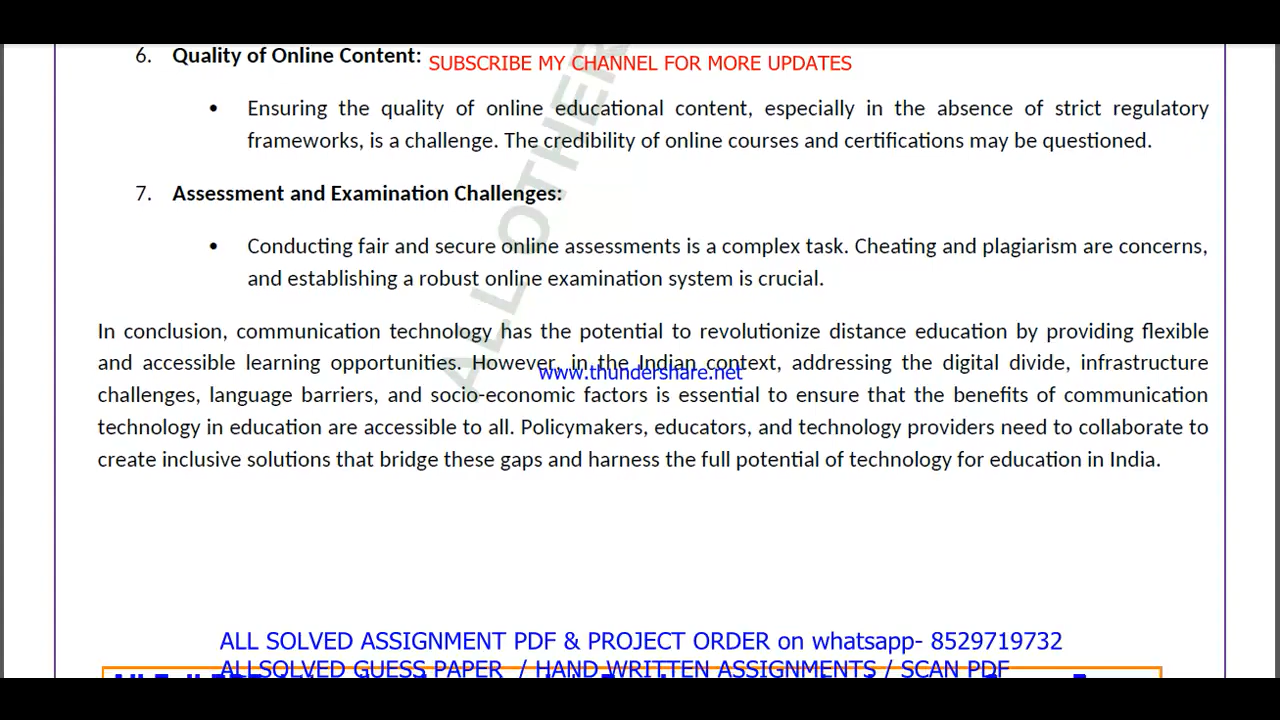 6. Quality of Online Content:
SUBSCRIBE MY CHANNEL FOR MORE UPDATES
• Ensuring the quality of online educational content, especially in the absence of strict regulatory
frameworks, is a challenge. The credibility of online courses and certifications may be questioned.
7. Assessment and Examination Challenges:
• Conducting fair and secure online assessments is a complex task. Cheating and plagiarism are concerns,
and establishing a robust online examination system is crucial.
ALL OTHER
In conclusion, communication technology has the potential to revolutionize distance education by providing flexible
and accessible learning opportunities. However, in the Indian context, addressing the digital divide, infrastructure
www.thundershare.net
challenges, language barriers, and socio-economic factors is essential to ensure that the benefits of communication
technology in education are accessible to all. Policymakers, educators, and technology providers need to collaborate to
create inclusive solutions that bridge these gaps and harness the full potential of technology for education in India.
ALL SOLVED ASSIGNMENT PDF & PROJECT ORDER on whatsapp- 8529719732
ALLSOLVED GUESS PAPER / HAND WRITTEN ASSIGNMENTS / SCAN PDF